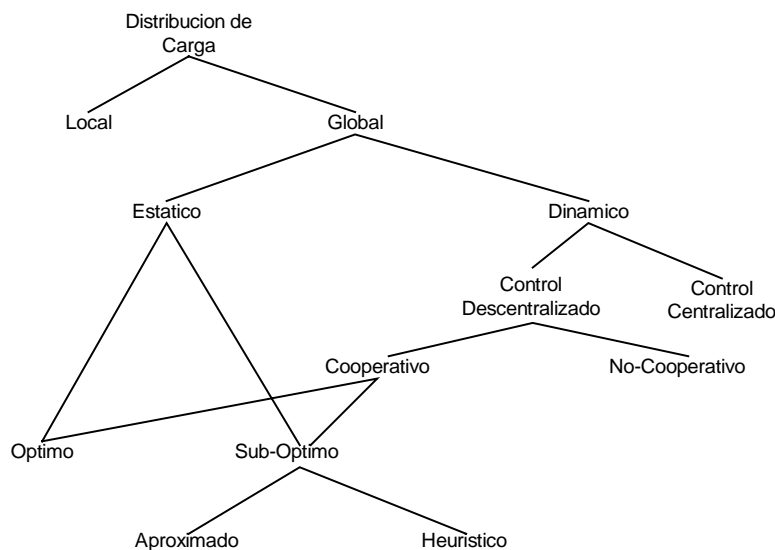 Distribucion de
Carga
Local
Global
Estatico
Dinamico
Control
Descentralizado
Control
Centralizado
Cooperativo
No-Cooperativo
Optimo
Sub-Optimo
Aproximado
Heuristico